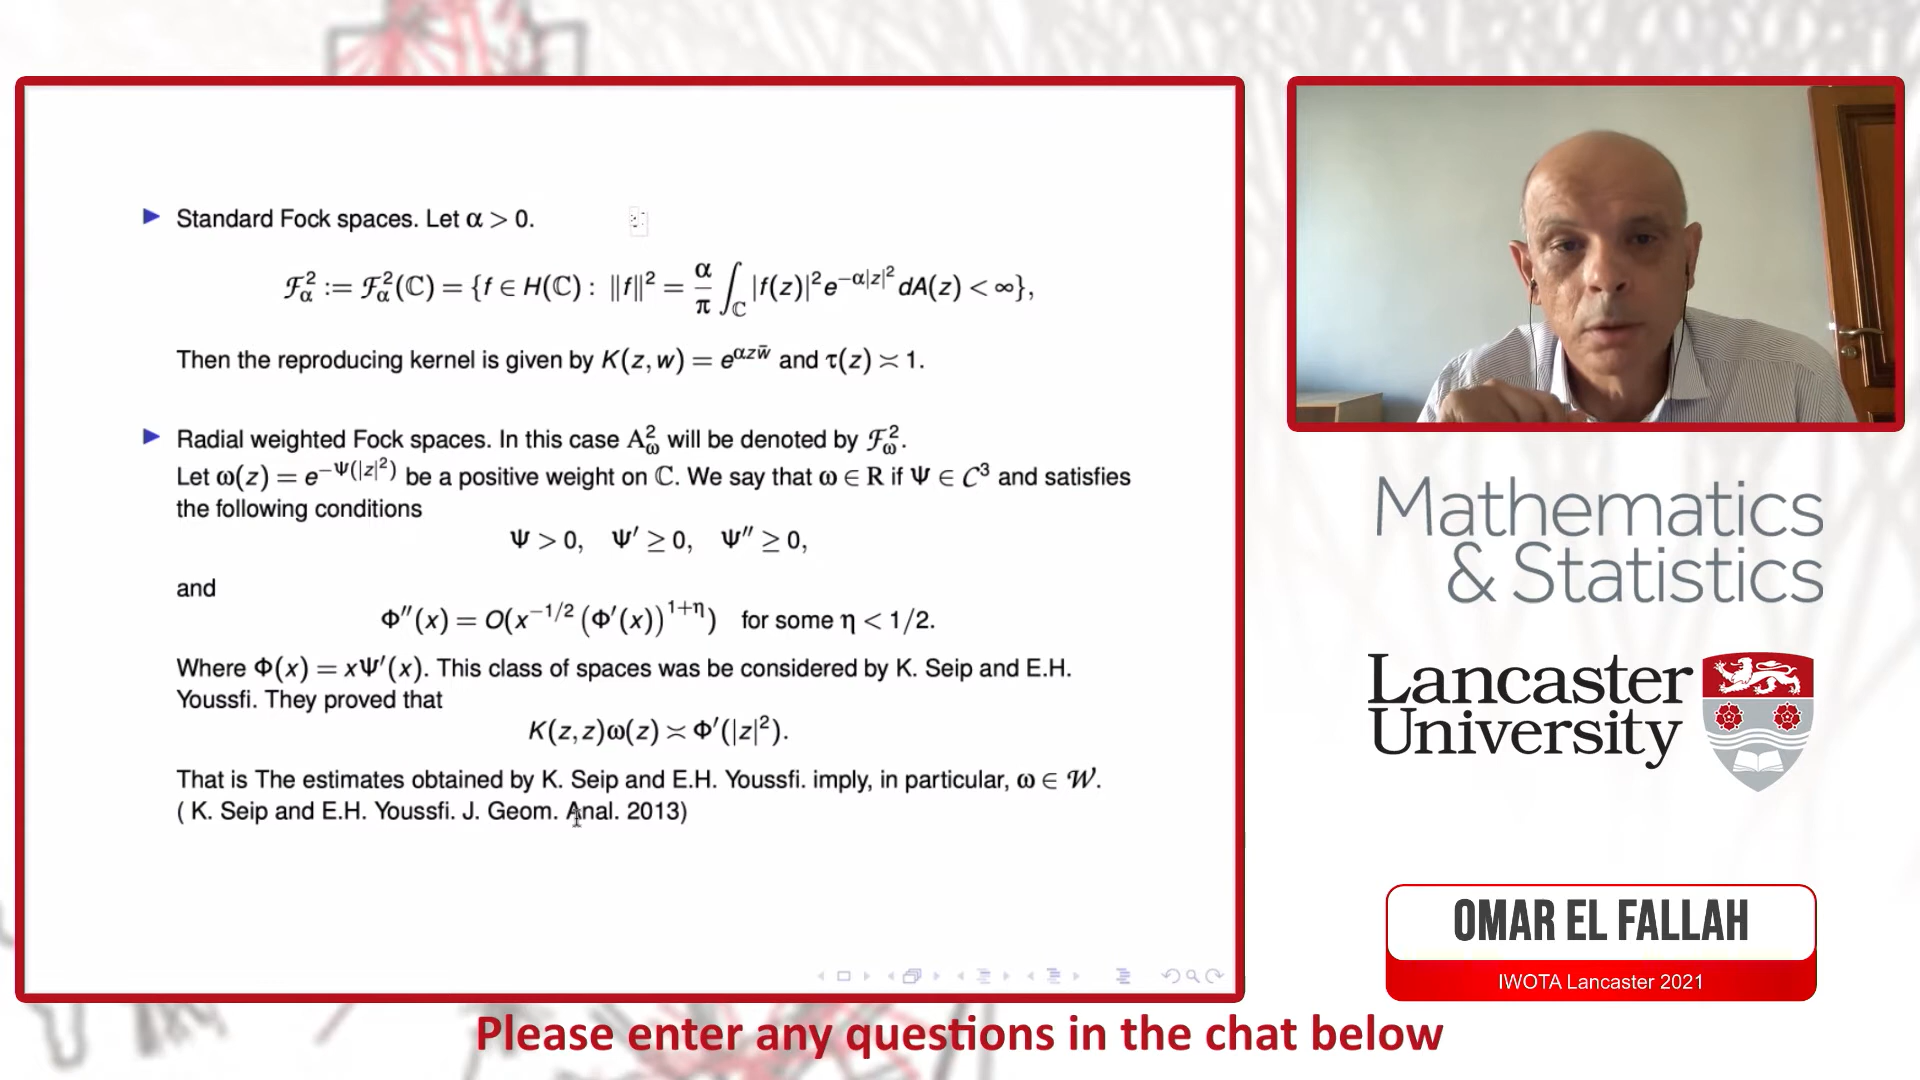 Standard Fock spaces. Let α > 0.
ℱ²_α := ℱ²_α(ℂ) = {f ∈ H(ℂ) : ‖f‖² = α/π ∫_ℂ |f(z)|² e^{−α|z|²} dA(z) < ∞},
Then the reproducing kernel is given by K(z, w) = e^{αzw̄} and τ(z) ≍ 1.
Radial weighted Fock spaces. In this case A²_ω will be denoted by ℱ²_ω.
Let ω(z) = e^{−Ψ(|z|²)} be a positive weight on ℂ. We say that ω ∈ R if Ψ ∈ C³ and satisfies
the following conditions
Ψ > 0, Ψ′ ≥ 0, Ψ″ ≥ 0,
and
Φ″(x) = O(x^{−1/2} (Φ′(x))^{1+η}) for some η < 1/2.
Where Φ(x) = xΨ′(x). This class of spaces was be considered by K. Seip and E.H.
Youssfi. They proved that
K(z,z)ω(z) ≍ Φ′(|z|²).
That is The estimates obtained by K. Seip and E.H. Youssfi. imply, in particular, ω ∈ 𝒲.
( K. Seip and E.H. Youssfi. J. Geom. Anal. 2013)
Mathematics
& Statistics
Lancaster
University
OMAR EL FALLAH
IWOTA Lancaster 2021
Please enter any questions in the chat below